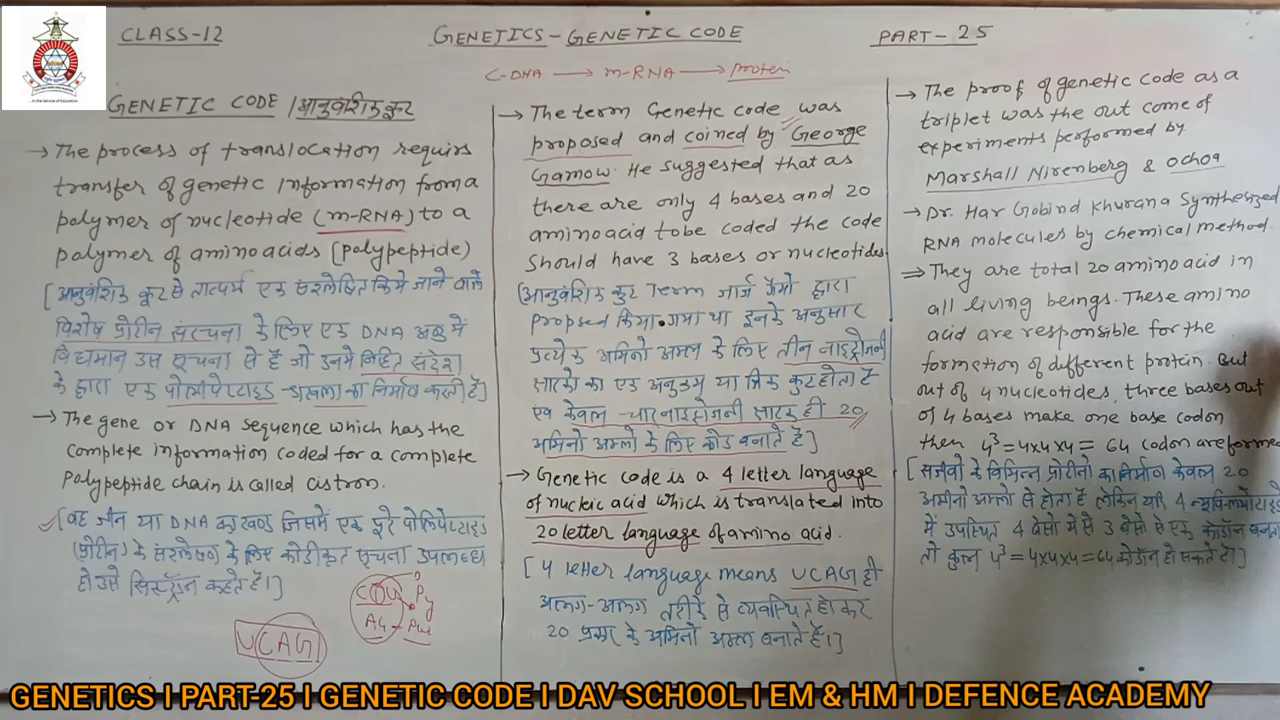 CLASS-12
GENETICS-GENETIC CODE
PART-25
C-DNA → m-RNA → protein
GENETIC CODE / आनुवंशिक कूट
→ The process of translocation requirs
transfer of genetic information from a
polymer of nucleotide (m-RNA) to a
polymer of amino acids (polypeptide)
[आनुवंशिक कूट से तात्पर्य एक संश्लेषित किये जाने वाले
विशेष प्रोटीन संरचना के लिए एक DNA अणु में
विद्यमान उस सूचना से है जो उनमे निहित संदेश
के द्वारा एक पोलीपेप्टाइड श्रृंखला का निर्माण करती है]
→ The gene or DNA sequence which has the
complete information coded for a complete
polypeptide chain is called cistron.
[वह जीन या DNA का खण्ड जिसमें एक पूरे पोलिपेप्टाइड
(प्रोटीन) के संश्लेषण के लिए कोडीकृत सूचना उपलब्ध
हो उसे सिस्ट्रॉन कहते है।]
CDU Py
AG - Pu
UCAG
→ The term Genetic code was
proposed and coined by George
Gamow. He suggested that as
there are only 4 bases and 20
amino acid to be coded the code
should have 3 bases or nucleotides
(आनुवंशिक कुट Term जार्ज गैमो द्वारा
Propsed किया गया था इनके अनुसार
प्रत्येक अमिनो अम्ल के लिए तीन नाइट्रोजनी
क्षारको का एक अनुक्रम या त्रिक कुट होता है
एवं केवल चार नाइट्रोजनी क्षारक ही 20
अमिनो अम्लो के लिए कोड बनाते है]
→ Genetic code is a 4 letter language
of nuckic acid which is translated into
20 letter language of amino acid.
[4 letter language means UCAG ही
अलग-अलग तरीके से व्यवस्थित हो कर
20 प्रकार के अमिनो अम्ल बनाते है।]
→ The proof of genetic code as a
triplet was the out come of
experiments performed by
Marshall Nirenberg & Ochoa
→ Dr. Har Gobind Khurana Synthesized
RNA molecules by chemical method.
⇒ They are total 20 amino acid in
all living beings. These amino
acid are responsible for the
formation of different protein. But
out of 4 nucleotides, three bases out
of 4 bases make one base codon
then 4³ = 4x4x4 = 64 codon are formed
[सजीवों के विभिन्न प्रोटीनो का निर्माण केवल 20
अमीनो अम्लो से होता है लेकिन यदि 4 न्यूक्लियोटाइडो
में उपस्थित 4 बेसो में से 3 बेसो से एक कोडॉन बनता
तो कुल 4³ = 4x4x4 = 64 कोडॉन हो सकते है।]
GENETICS I PART-25 I GENETIC CODE I DAV SCHOOL I EM & HM I DEFENCE ACADEMY